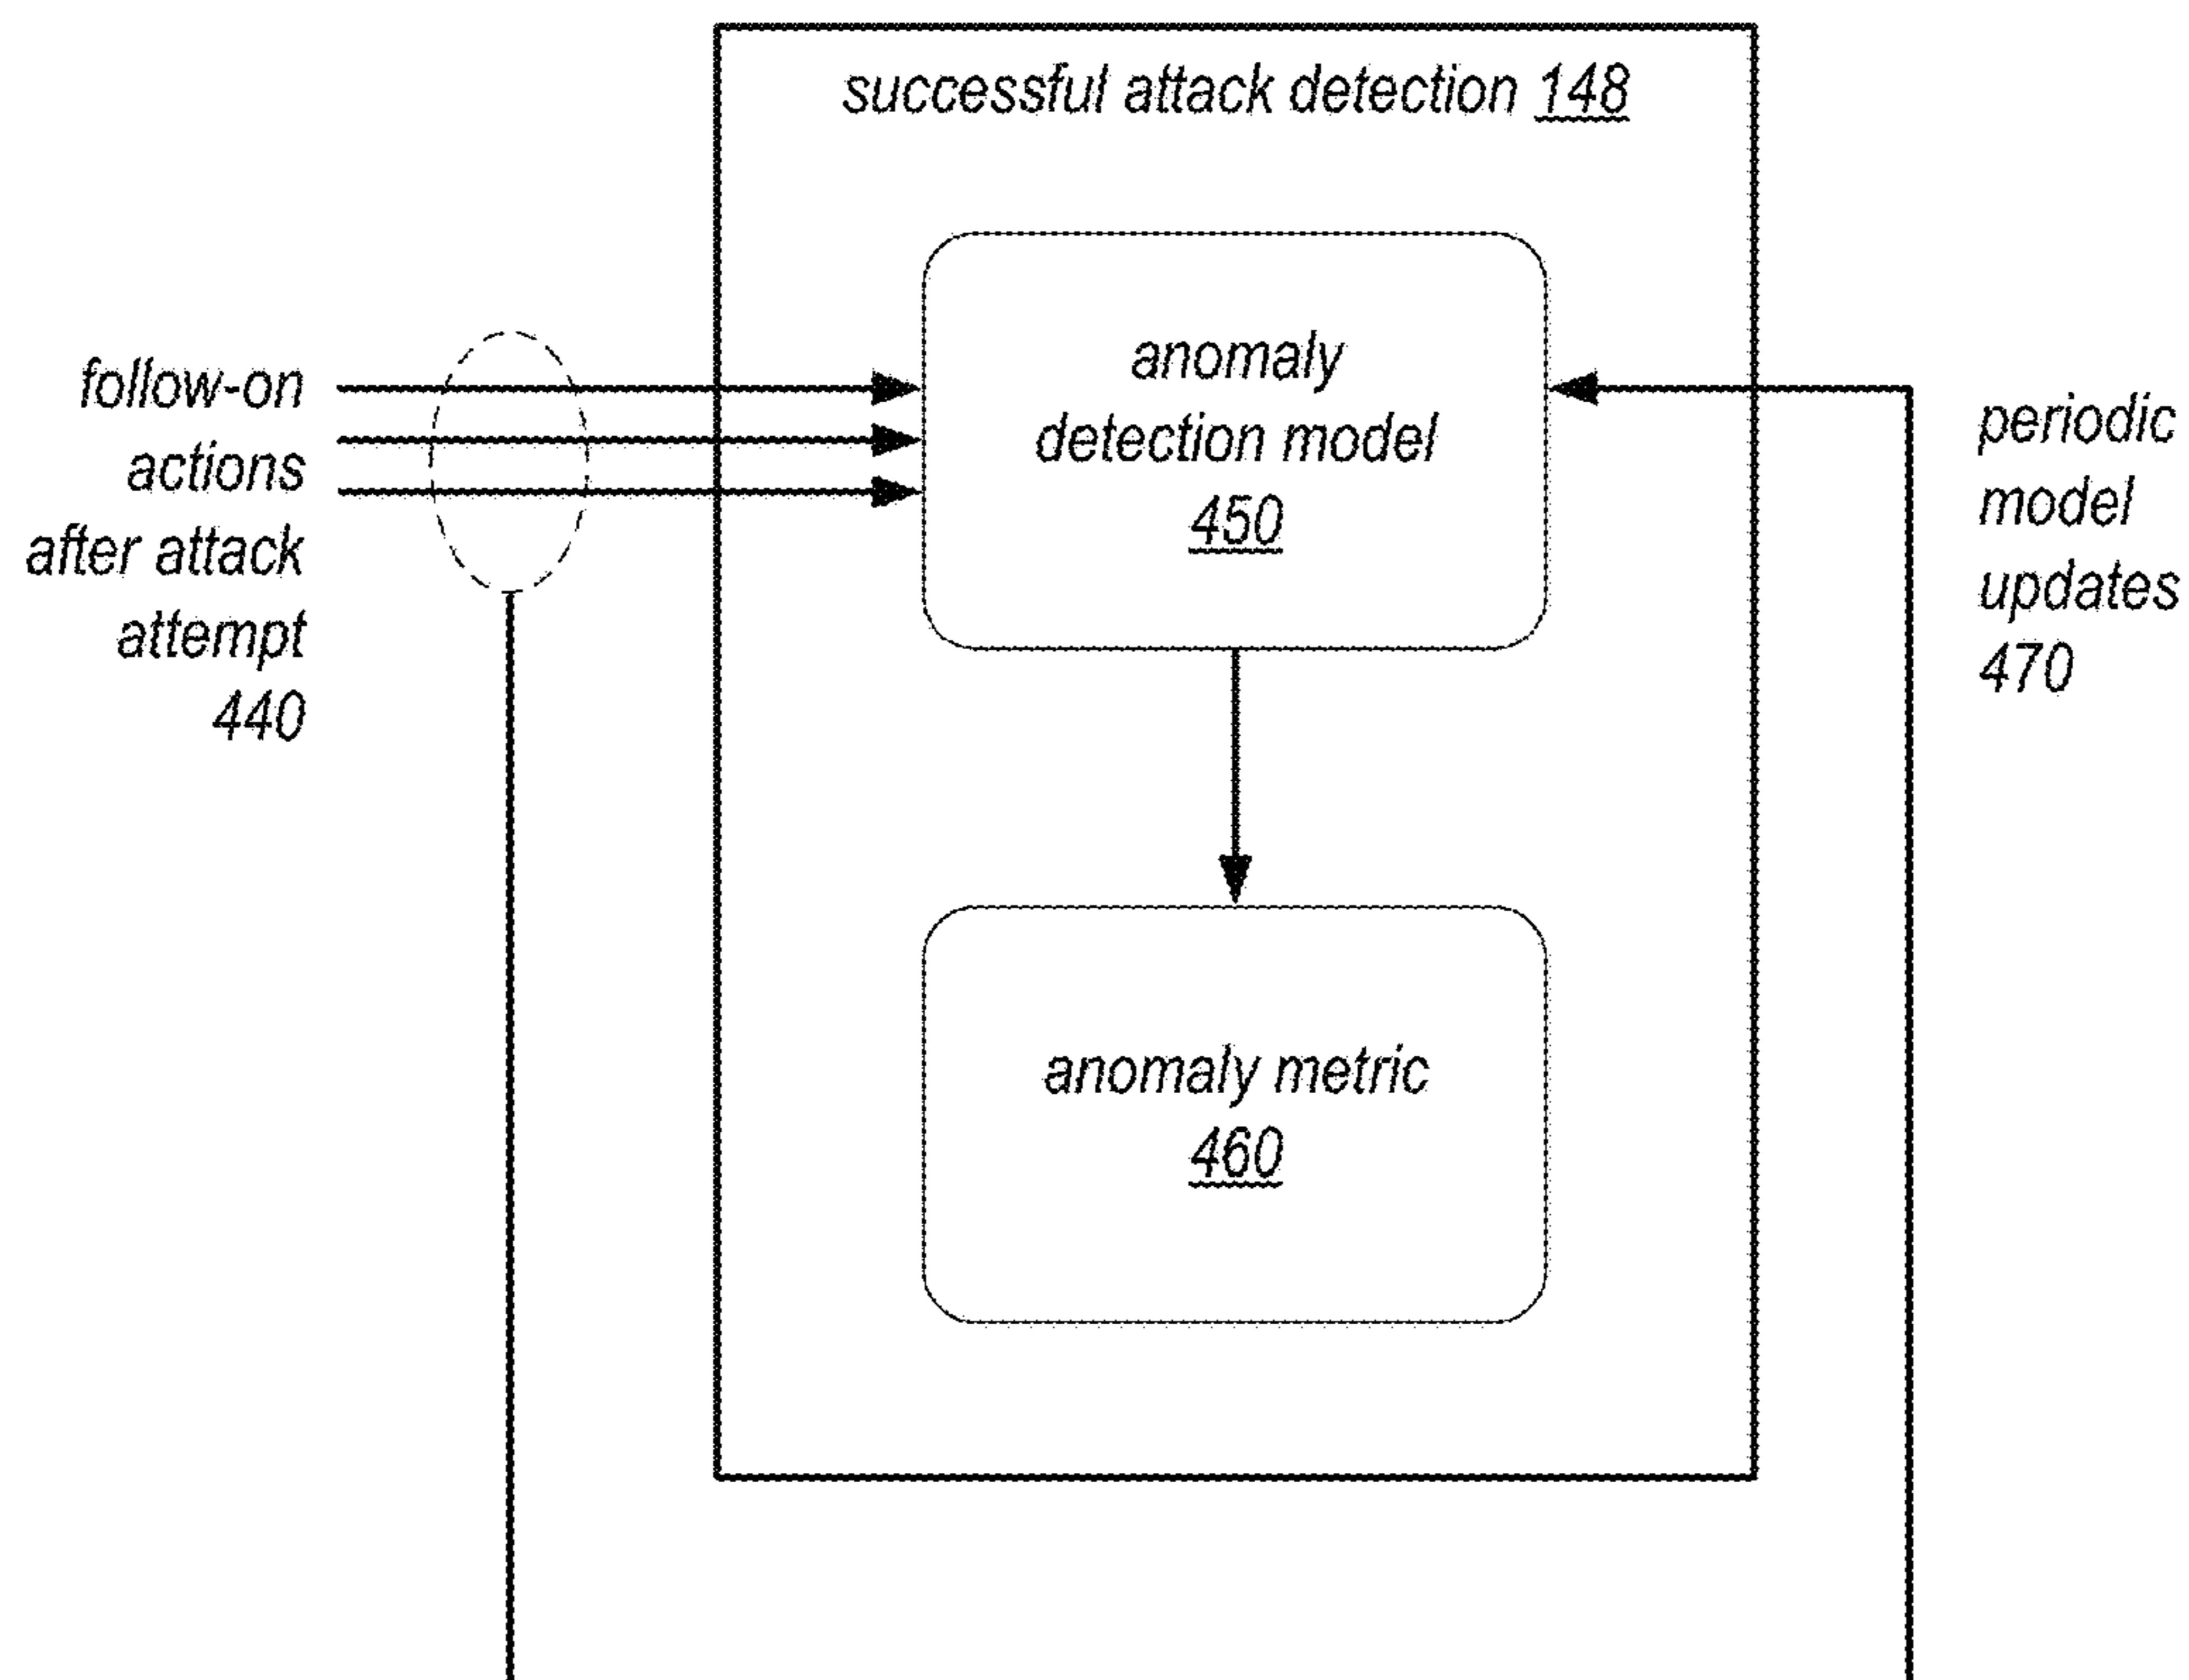 successful attack detection 148
follow-on
actions
after attack
attempt
440
anomaly
detection model
450
periodic
model
updates
470
anomaly metric
460